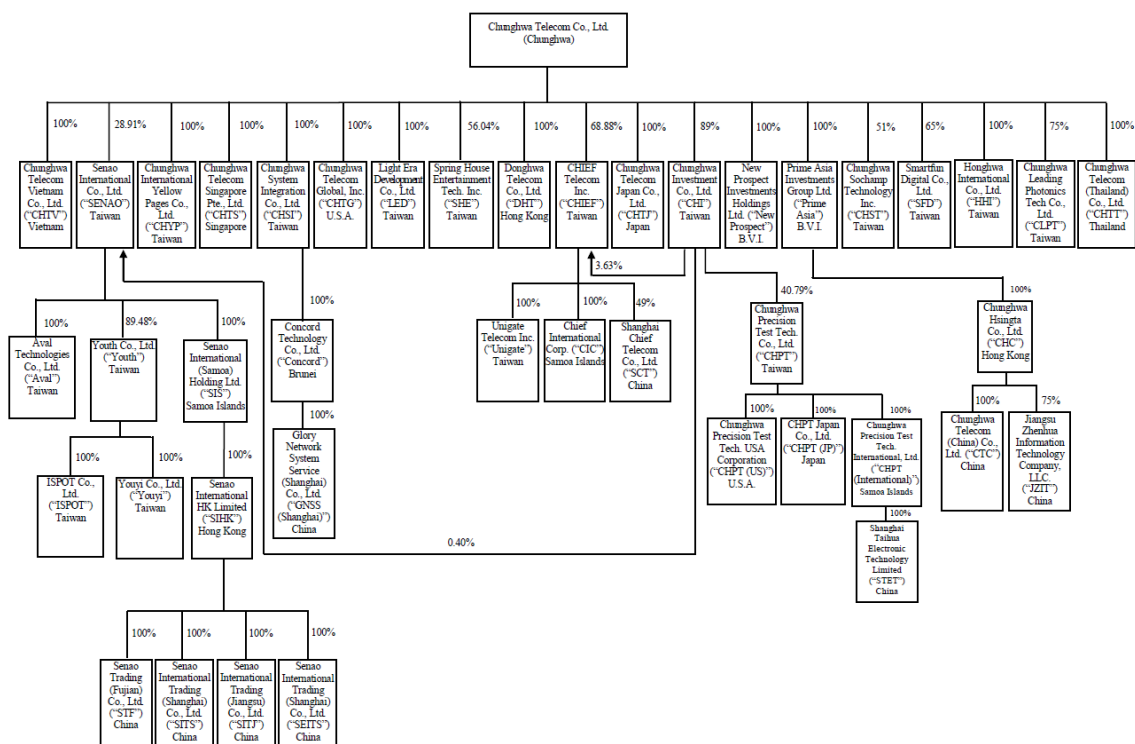 Chunghwa Telecom Co., Ltd.
(Chunghwa)
100%
28.91%
100%
100%
100%
100%
100%
56.04%
100%
68.88%
100%
89%
100%
100%
51%
65%
100%
75%
100%
Chunghwa
Telecom
Vietnam
Co., Ltd.
(“CHTV”)
Vietnam
Senao
International
Co., Ltd.
(“SENAO”)
Taiwan
Chunghwa
International
Yellow
Pages Co.,
Ltd.
(“CHYP”)
Taiwan
Chunghwa
Telecom
Singapore
Pte., Ltd.
(“CHTS”)
Singapore
Chunghwa
System
Integration
Co., Ltd.
(“CHSI”)
Taiwan
Chunghwa
Telecom
Global, Inc.
(“CHTG”)
U.S.A.
Light Era
Development
Co., Ltd.
(“LED”)
Taiwan
Spring House
Entertainment
Tech. Inc.
(“SHE”)
Taiwan
Donghwa
Telecom
Co., Ltd.
(“DHT”)
Hong Kong
CHIEF
Telecom
Inc.
(“CHIEF”)
Taiwan
Chunghwa
Telecom
Japan Co.,
Ltd.
(“CHTJ”)
Japan
Chunghwa
Investment
Co., Ltd.
(“CHI”)
Taiwan
New
Prospect
Investments
Holdings
Ltd. (“New
Prospect”)
B.V.I.
Prime Asia
Investments
Group Ltd.
(“Prime
Asia”)
B.V.I.
Chunghwa
Sochamp
Technology
Inc.
(“CHST”)
Taiwan
Smartfun
Digital Co.,
Ltd.
(“SFD”)
Taiwan
Honghwa
International
Co., Ltd.
(“HHI”)
Taiwan
Chunghwa
Leading
Photonics
Tech Co.,
Ltd.
(“CLPT”)
Taiwan
Chunghwa
Telecom
(Thailand)
Co., Ltd.
(“CHTT”)
Thailand
3.63%
100%
89.48%
100%
100%
100%
100%
49%
40.79%
100%
Aval
Technologies
Co., Ltd.
(“Aval”)
Taiwan
Youth Co., Ltd.
(“Youth”)
Taiwan
Senao
International
(Samoa)
Holding Ltd.
(“SIS”)
Samoa Islands
Concord
Technology
Co., Ltd.
(“Concord”)
Brunei
Unigate
Telecom Inc.
(“Unigate”)
Taiwan
Chief
International
Corp. (“CIC”)
Samoa Islands
Shanghai
Chief
Telecom
Co., Ltd.
(“SCT”)
China
Chunghwa
Precision
Test Tech.
Co., Ltd.
(“CHPT”)
Taiwan
Chunghwa
Hsingta
Co., Ltd.
(“CHC”)
Hong Kong
100%
100%
100%
100%
100%
100%
100%
100%
75%
ISPOT Co.,
Ltd.
(“ISPOT”)
Taiwan
Youyi Co., Ltd.
(“Youyi”)
Taiwan
Senao
International
HK Limited
(“SIHK”)
Hong Kong
Glory
Network
System
Service
(Shanghai)
Co., Ltd.
(“GNSS
(Shanghai)”)
China
Chunghwa
Precision Test
Tech. USA
Corporation
(“CHPT (US)”)
U.S.A.
CHPT Japan
Co., Ltd.
(“CHPT (JP)”)
Japan
Chunghwa
Precision Test
Tech.
International, Ltd.
(“CHPT
(International)”)
Samoa Islands
Chunghwa
Telecom
(China) Co.,
Ltd. (“CTC”)
China
Jiangsu
Zhenhua
Information
Technology
Company,
LLC.
(“JZIT”)
China
0.40%
100%
Shanghai
Taihua
Electronic
Technology
Limited
(“STET”)
China
100%
100%
100%
100%
Senao
Trading
(Fujian)
Co., Ltd.
(“STF”)
China
Senao
International
Trading
(Shanghai)
Co., Ltd.
(“SITS”)
China
Senao
International
Trading
(Jiangsu)
Co., Ltd.
(“SITJ”)
China
Senao
International
Trading
(Shanghai)
Co., Ltd.
(“SEITS”)
China